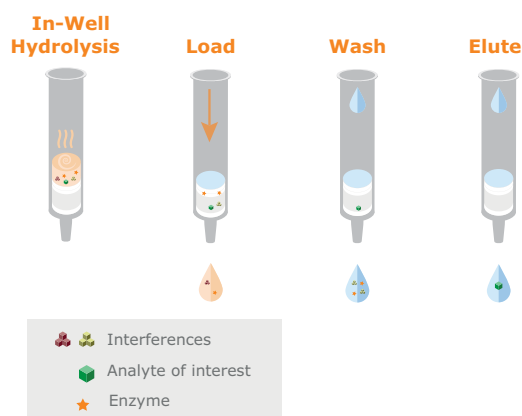 In-Well
Hydrolysis
Load
Wash
Elute
Interferences
Analyte of interest
Enzyme